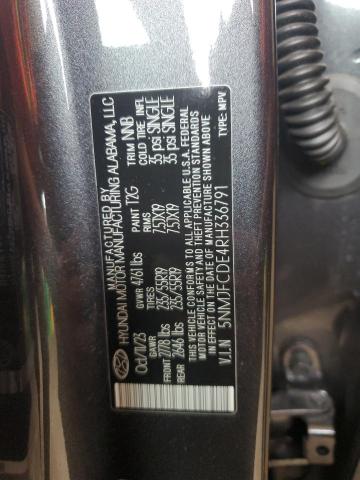 MANUFACTURED BY
HYUNDAI MOTOR MANUFACTURING ALABAMA, LLC
Oct/11/23 GVWR 4761 lbs PAINT T2G TRIM NNB
GAWR TIRES RIMS COLD TIRE INFL
FRONT 2778 lbs 235/55R19 7.5JX19 35 PSI SINGLE
REAR 2646 lbs 235/55R19 7.5JX19 35 PSI SINGLE
THIS VEHICLE CONFORMS TO ALL APPLICABLE U.S.A. FEDERAL
MOTOR VEHICLE SAFETY AND THEFT PREVENTION STANDARDS
IN EFFECT ON THE DATE OF MANUFACTURE SHOWN ABOVE.
V.I.N 5NMJFCDE4RH336791 TYPE: MPV